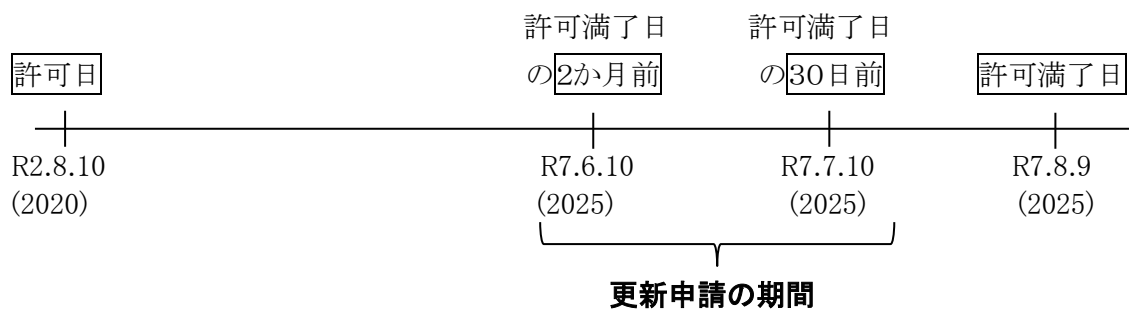 許可満了日
許可満了日
許可日
の2か月前
の30日前
許可満了日
R2.8.10
R7.6.10
R7.7.10
R7.8.9
(2020)
(2025)
(2025)
(2025)
更新申請の期間